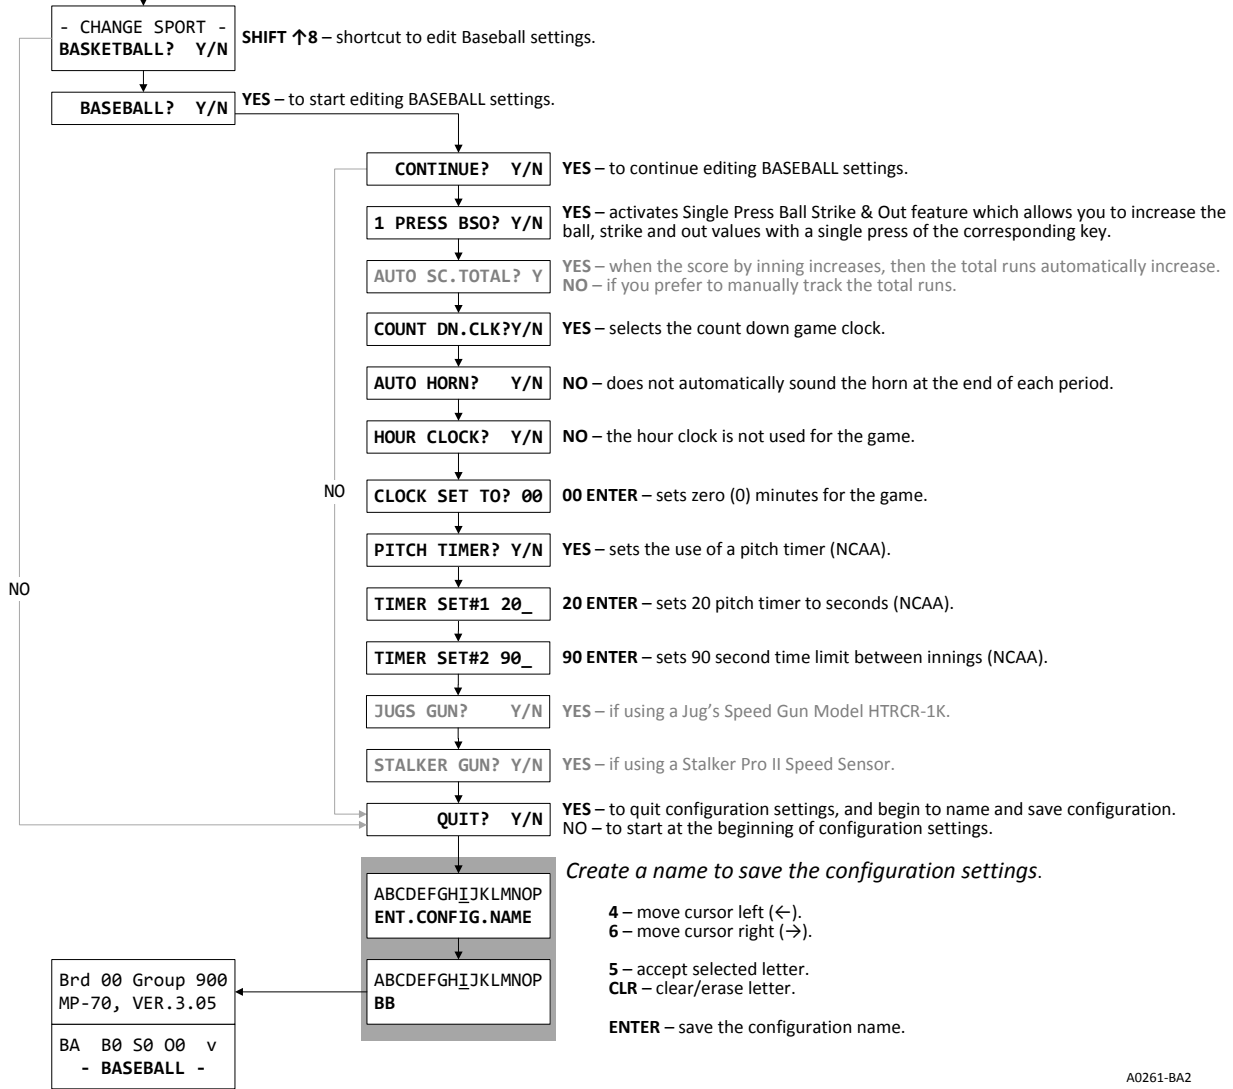 - CHANGE SPORT -
BASKETBALL? Y/N
SHIFT ↑8 – shortcut to edit Baseball settings.
BASEBALL? Y/N
YES – to start editing BASEBALL settings.
CONTINUE? Y/N
YES – to continue editing BASEBALL settings.
1 PRESS BSO? Y/N
YES – activates Single Press Ball Strike & Out feature which allows you to increase the
ball, strike and out values with a single press of the corresponding key.
AUTO SC.TOTAL? Y
YES – when the score by inning increases, then the total runs automatically increase.
NO – if you prefer to manually track the total runs.
COUNT DN.CLK?Y/N
YES – selects the count down game clock.
AUTO HORN? Y/N
NO – does not automatically sound the horn at the end of each period.
HOUR CLOCK? Y/N
NO – the hour clock is not used for the game.
NO
CLOCK SET TO? 00
00 ENTER – sets zero (0) minutes for the game.
PITCH TIMER? Y/N
YES – sets the use of a pitch timer (NCAA).
NO
TIMER SET#1 20_
20 ENTER – sets 20 pitch timer to seconds (NCAA).
TIMER SET#2 90_
90 ENTER – sets 90 second time limit between innings (NCAA).
JUGS GUN? Y/N
YES – if using a Jug's Speed Gun Model HTRCR-1K.
STALKER GUN? Y/N
YES – if using a Stalker Pro II Speed Sensor.
QUIT? Y/N
YES – to quit configuration settings, and begin to name and save configuration.
NO – to start at the beginning of configuration settings.
Create a name to save the configuration settings.
ABCDEFGHIJKLMNOP
ENT.CONFIG.NAME
4 – move cursor left (←).
6 – move cursor right (→).
ABCDEFGHIJKLMNOP
BB
5 – accept selected letter.
CLR – clear/erase letter.
ENTER – save the configuration name.
Brd 00 Group 900
MP-70, VER.3.05
BA B0 S0 O0 v
- BASEBALL -
A0261-BA2